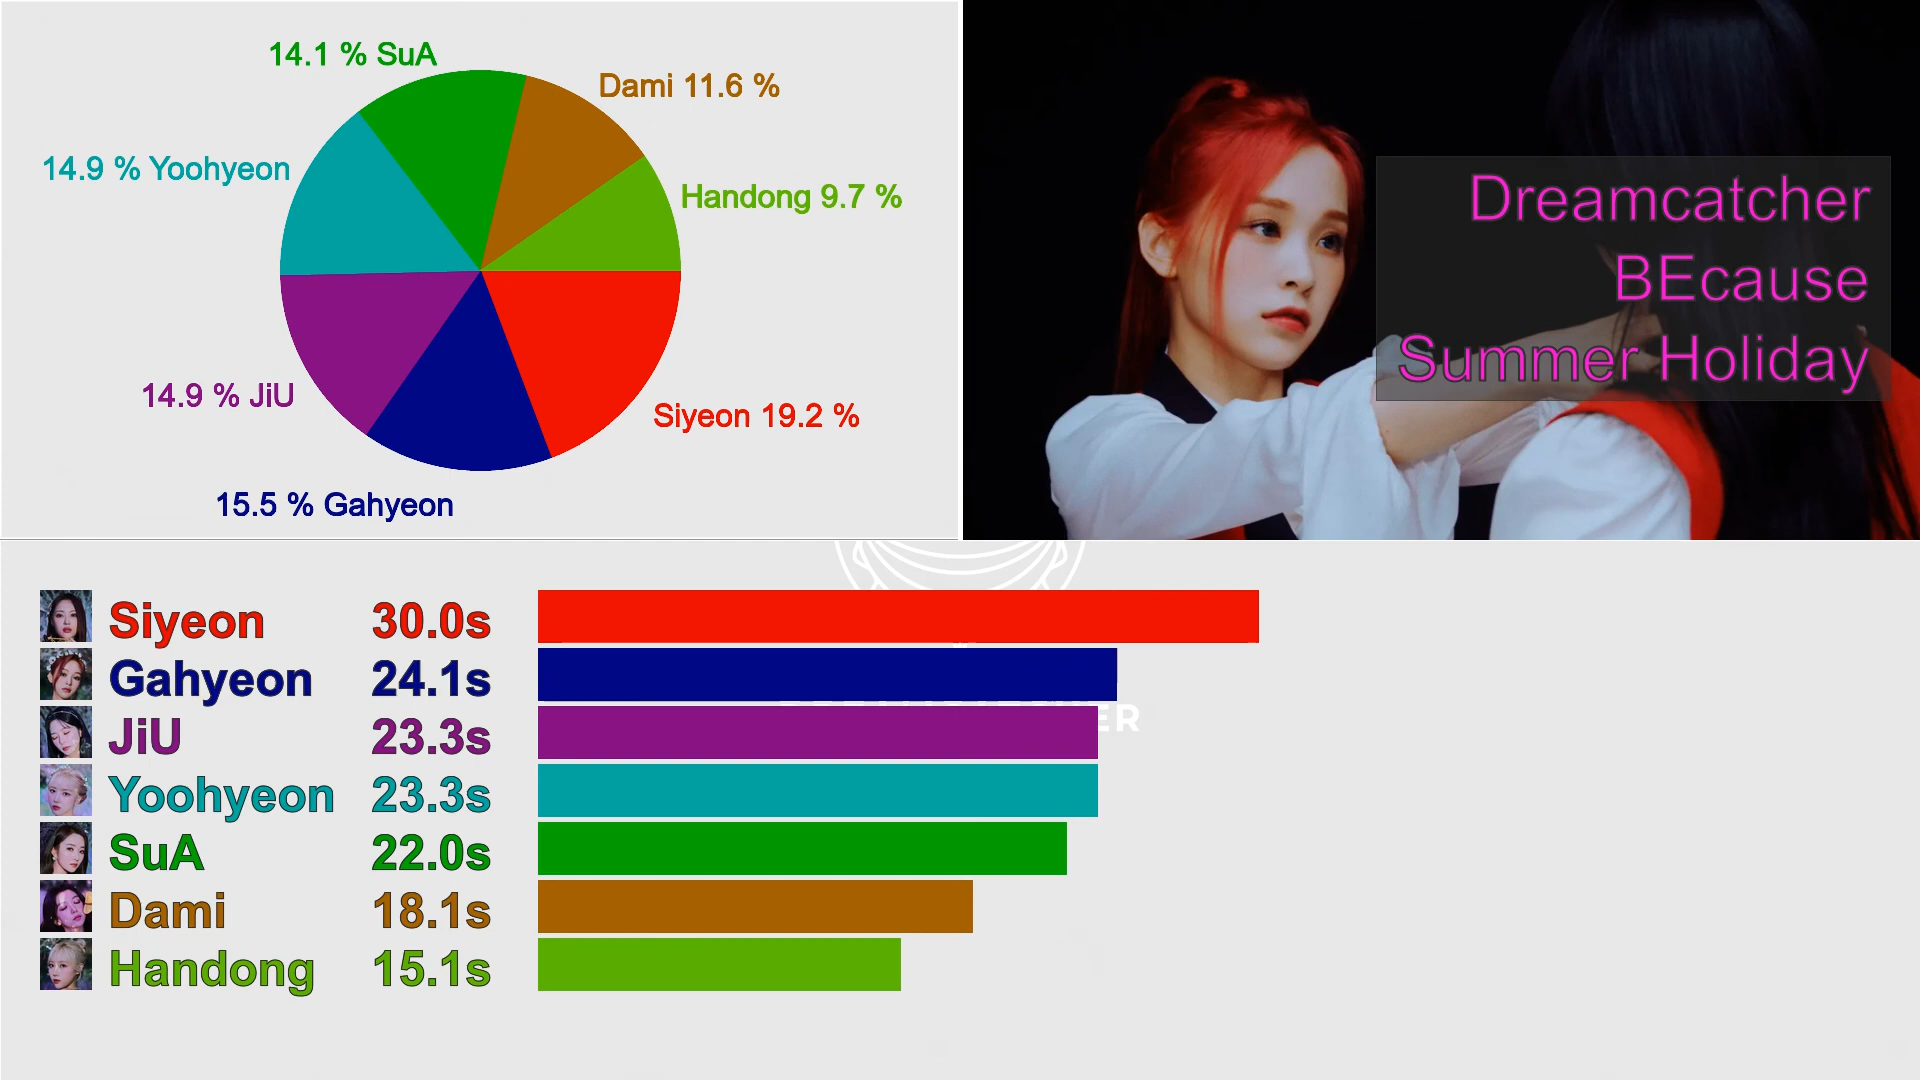 14.1 % SuA
Dami 11.6 %
14.9 % Yoohyeon
Handong 9.7 %
14.9 % JiU
Siyeon 19.2 %
15.5 % Gahyeon
Dreamcatcher
BEcause
Summer Holiday
Siyeon 30.0s
Gahyeon 24.1s
JiU 23.3s
Yoohyeon 23.3s
SuA 22.0s
Dami 18.1s
Handong 15.1s